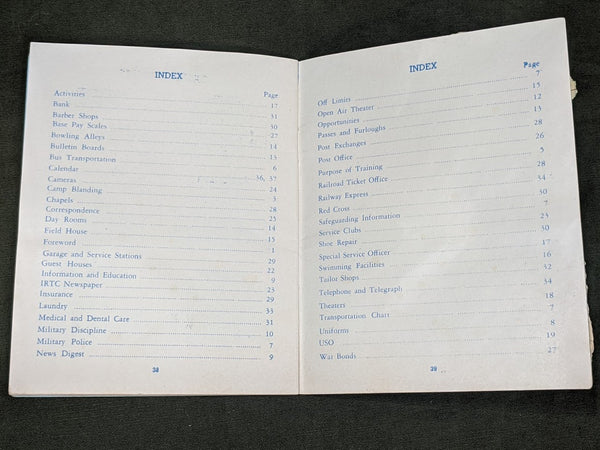 INDEX
Page
Activities 17
Bank 31
Barber Shops 30
Base Pay Scales 27
Bowling Alleys 14
Bulletin Boards 13
Bus Transportation 6
Calendar 36, 37
Cameras 24
Camp Blanding 3
Chapels 28
Correspondence 25
Day Rooms 14
Field House 15
Foreword 1
Garage and Service Stations 29
Guest Houses 22
Information and Education 9
IRTC Newspaper 23
Insurance 29
Laundry 33
Medical and Dental Care 31
Military Discipline 10
Military Police 7
News Digest 9
38
INDEX
Page
Off Limits 7
Open Air Theater 15
Opportunities 12
Passes and Furloughs 13
Post Exchanges 28
Post Office 26
Purpose of Training 5
Railroad Ticket Office 28
Railway Express 34
Red Cross 30
Safeguarding Information 7
Service Clubs 23
Shoe Repair 30
Special Service Officer 17
Swimming Facilities 16
Tailor Shops 32
Telephone and Telegraph 34
Theaters 18
Transportation Chart 7
Uniforms 8
USO 19
War Bonds 27
39